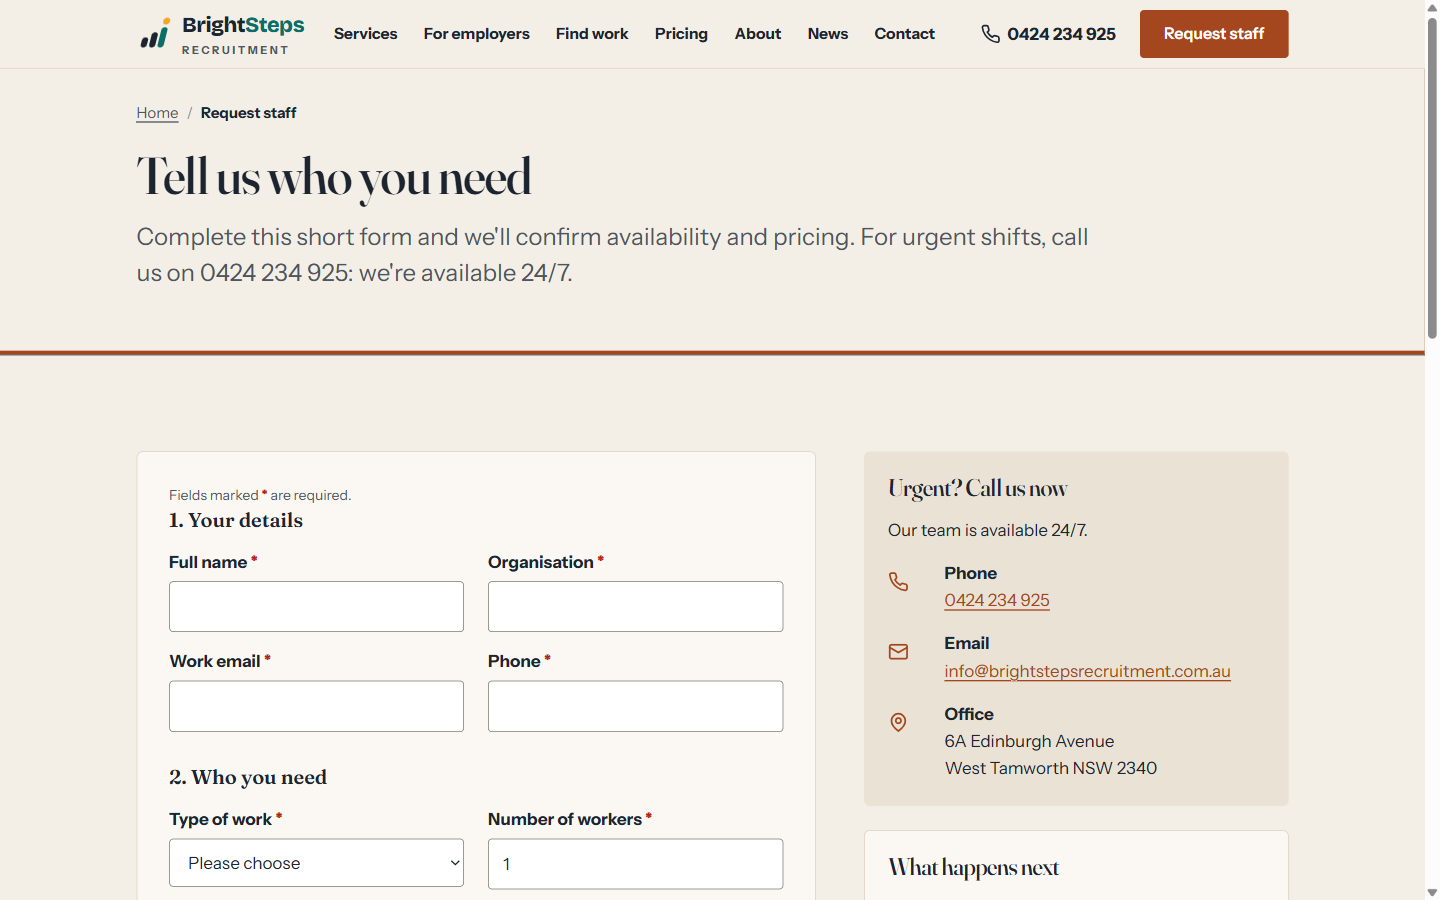 BrightSteps
RECRUITMENT
Services
For employers
Find work
Pricing
About
News
Contact
0424 234 925
Request staff
Home / Request staff
Tell us who you need
Complete this short form and we'll confirm availability and pricing. For urgent shifts, call
us on 0424 234 925: we're available 24/7.
Fields marked * are required.
1. Your details
Full name *
Organisation *
Work email *
Phone *
2. Who you need
Type of work *
Number of workers *
Please choose
1
Urgent? Call us now
Our team is available 24/7.
Phone
0424 234 925
Email
info@brightstepsrecruitment.com.au
Office
6A Edinburgh Avenue
West Tamworth NSW 2340
What happens next